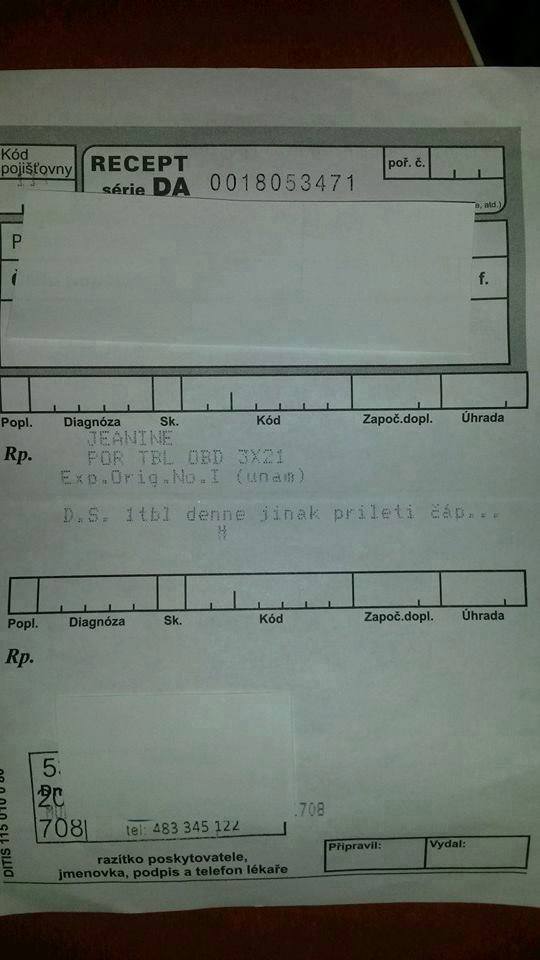 Kód
pojišťovny
RECEPT
série DA 0018053471
poř. č.
atd.)
P
f.
Popl. Diagnóza Sk. Kód Započ.dopl. Úhrada
Rp. JEANINE
POR TBL OBD 3X21
Exp.Orig.No.I (unam)
D.S. 1tbl denne jinak prileti čáp...
Popl. Diagnóza Sk. Kód Započ.dopl. Úhrada
Rp.
708
.708
tel: 483 345 122
razítko poskytovatele,
jmenovka, podpis a telefon lékaře
Připravil: Vydal: